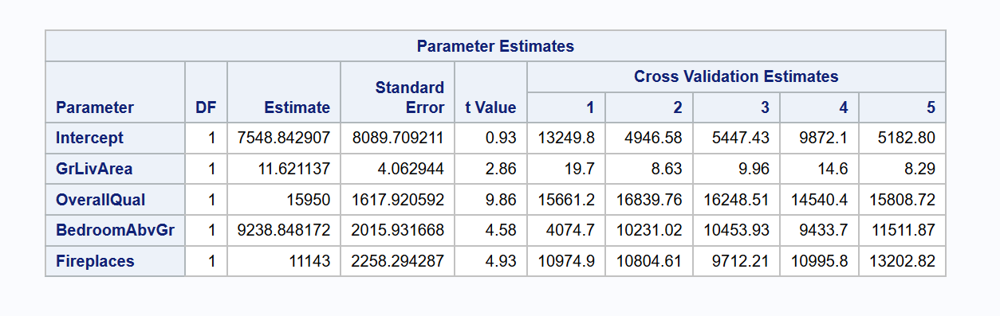 Parameter Estimates
Cross Validation Estimates
Standard
Parameter DF Estimate Error t Value 1 2 3 4 5
Intercept 1 7548.842907 8089.709211 0.93 13249.8 4946.58 5447.43 9872.1 5182.80
GrLivArea 1 11.621137 4.062944 2.86 19.7 8.63 9.96 14.6 8.29
OverallQual 1 15950 1617.920592 9.86 15661.2 16839.76 16248.51 14540.4 15808.72
BedroomAbvGr 1 9238.848172 2015.931668 4.58 4074.7 10231.02 10453.93 9433.7 11511.87
Fireplaces 1 11143 2258.294287 4.93 10974.9 10804.61 9712.21 10995.8 13202.82